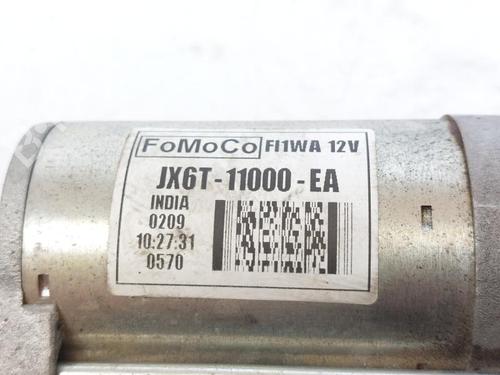 FoMoCo FI1WA 12V
JX6T-11000-EA
INDIA
0209
10:27:31
0570